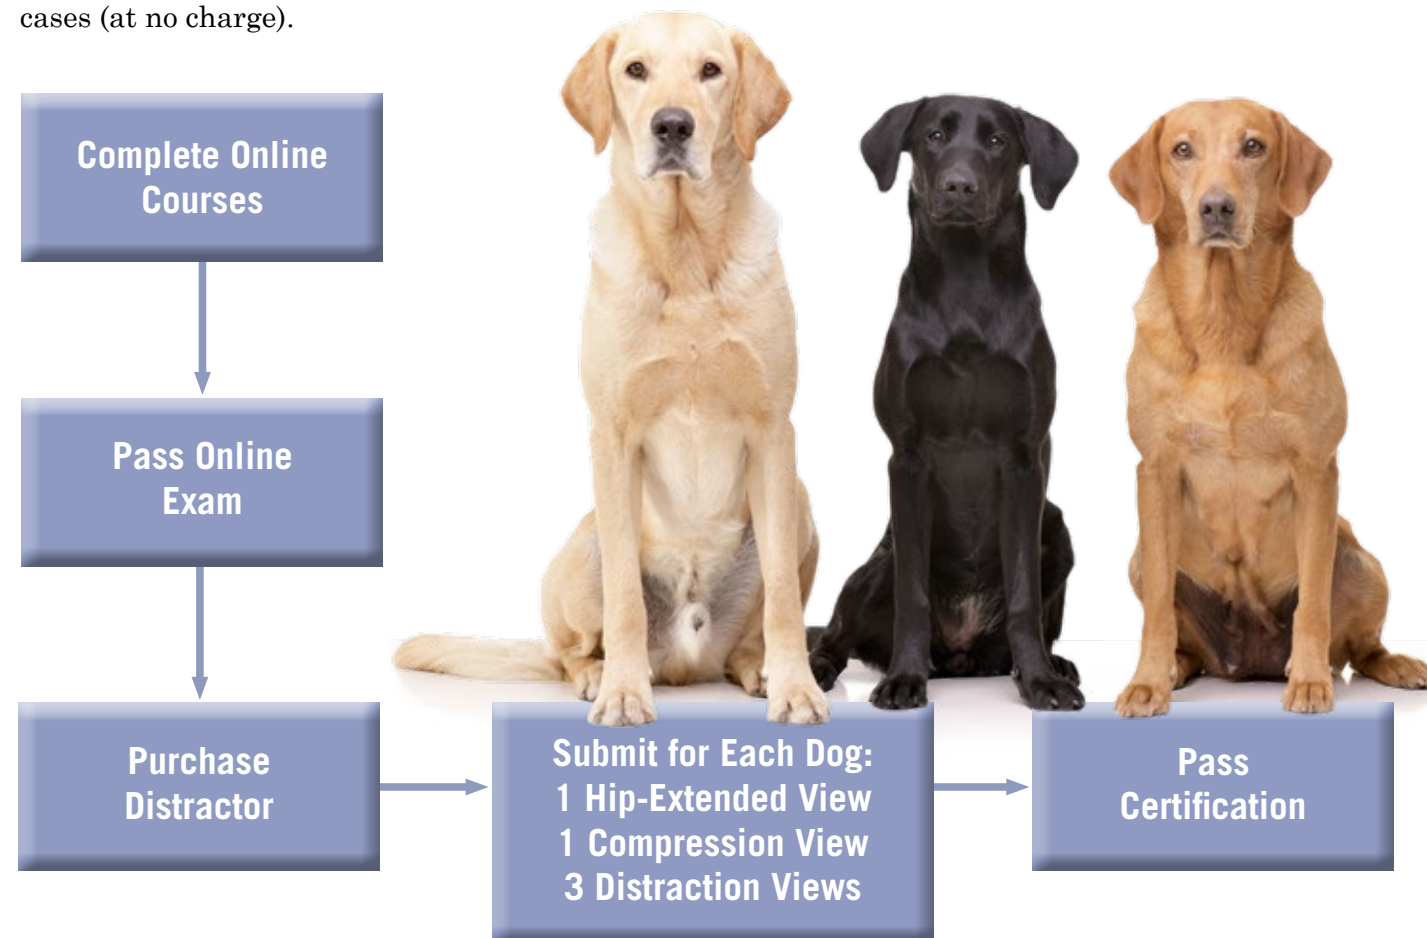 cases (at no charge).
Complete Online
Courses
Pass Online
Exam
Purchase
Distractor
Submit for Each Dog:
1 Hip-Extended View
1 Compression View
3 Distraction Views
Pass
Certification